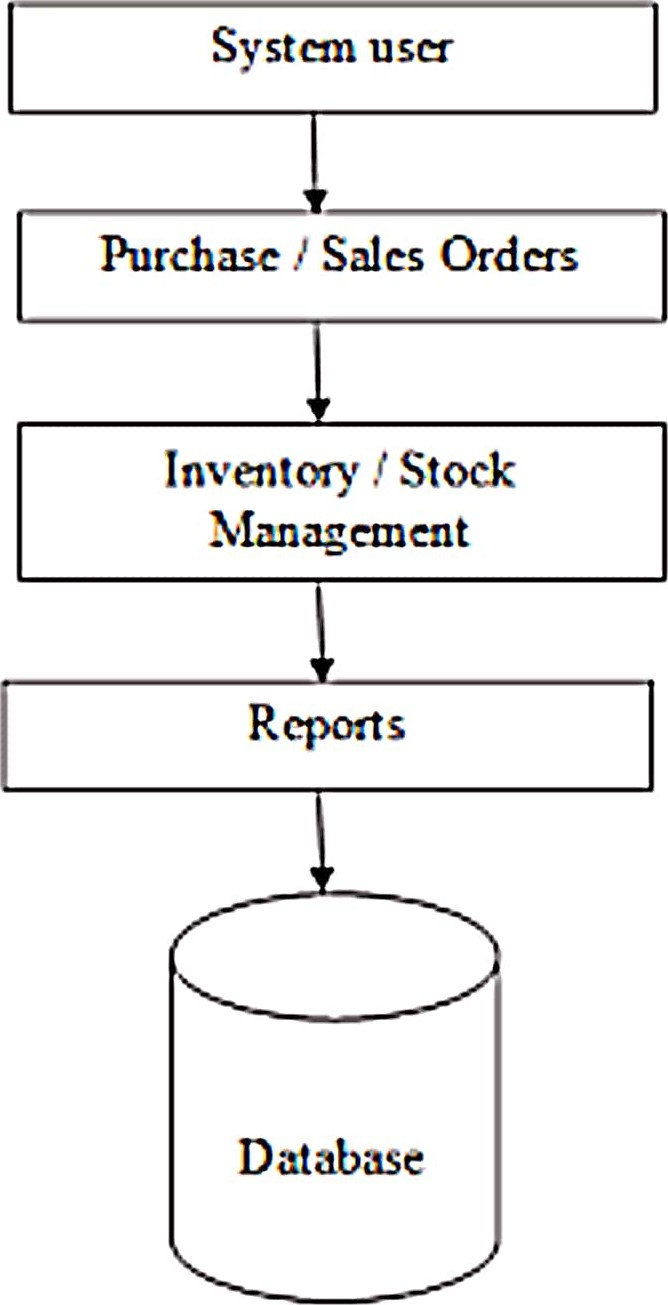 System user
Purchase / Sales Orders
Inventory / Stock
Management
Reports
Database